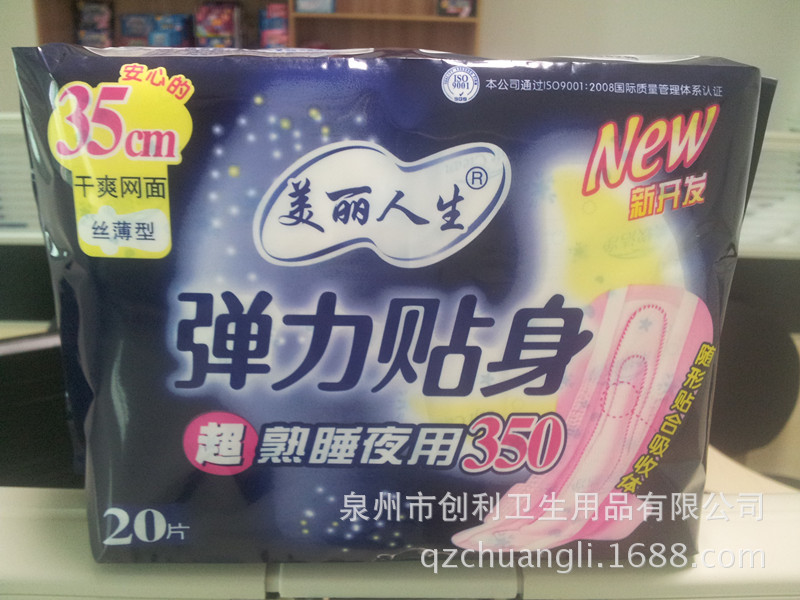 安心的
35cm
干爽网面
丝薄型
ISO
9001
本公司通过ISO9001:2008国际质量管理体系认证
New
新开发
美丽人生®
弹力贴身
超熟睡夜用350
随形贴合吸收体
20片
泉州市创利卫生用品有限公司
qzchuangli.1688.com